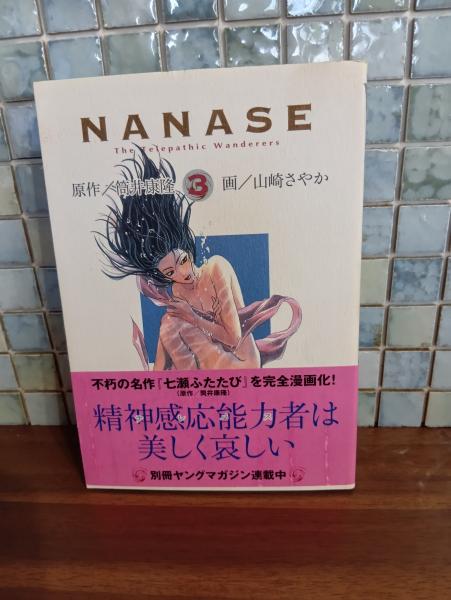 NANASE
The Telepathic Wanderers
原作/筒井康隆 3 画/山崎さやか
不朽の名作『七瀬ふたたび』を完全漫画化!
(原作/筒井康隆)
精神感応能力者は
美しく哀しい
別冊ヤングマガジン連載中